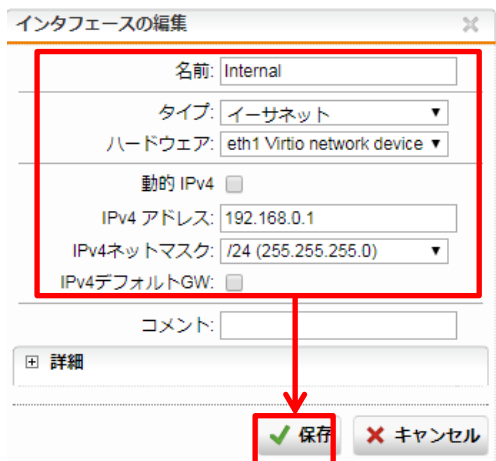 インタフェースの編集
名前: Internal
タイプ: イーサネット
ハードウェア: eth1 Virtio network device
動的 IPv4
IPv4 アドレス: 192.168.0.1
IPv4ネットマスク: /24 (255.255.255.0)
IPv4デフォルトGW:
コメント:
詳細
保存 キャンセル